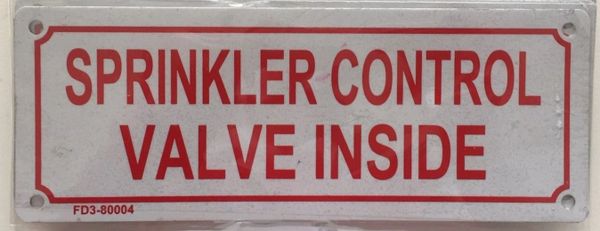 SPRINKLER CONTROL
VALVE INSIDE
FD3-80004